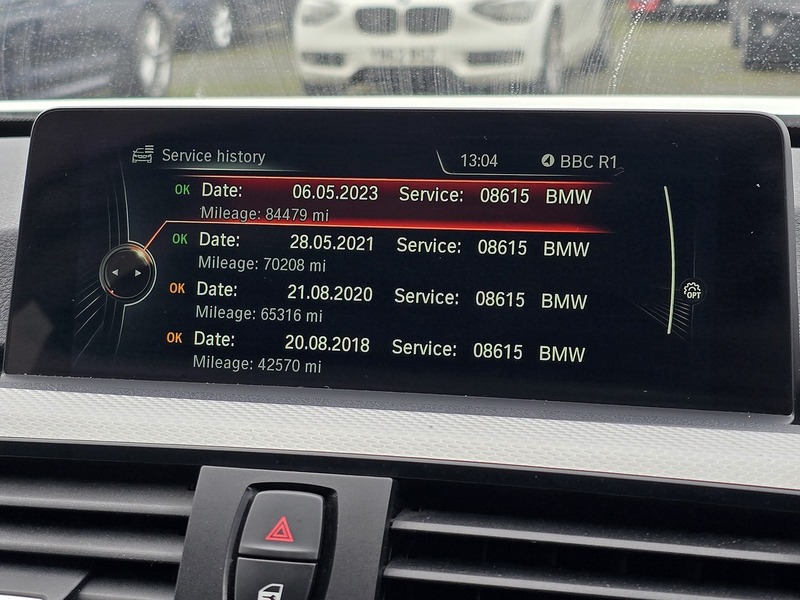 Service history 13:04 BBC R1
OK Date: 06.05.2023 Service: 08615 BMW
Mileage: 84479 mi
OK Date: 28.05.2021 Service: 08615 BMW
Mileage: 70208 mi
OK Date: 21.08.2020 Service: 08615 BMW
Mileage: 65316 mi
OK Date: 20.08.2018 Service: 08615 BMW
Mileage: 42570 mi
OPT